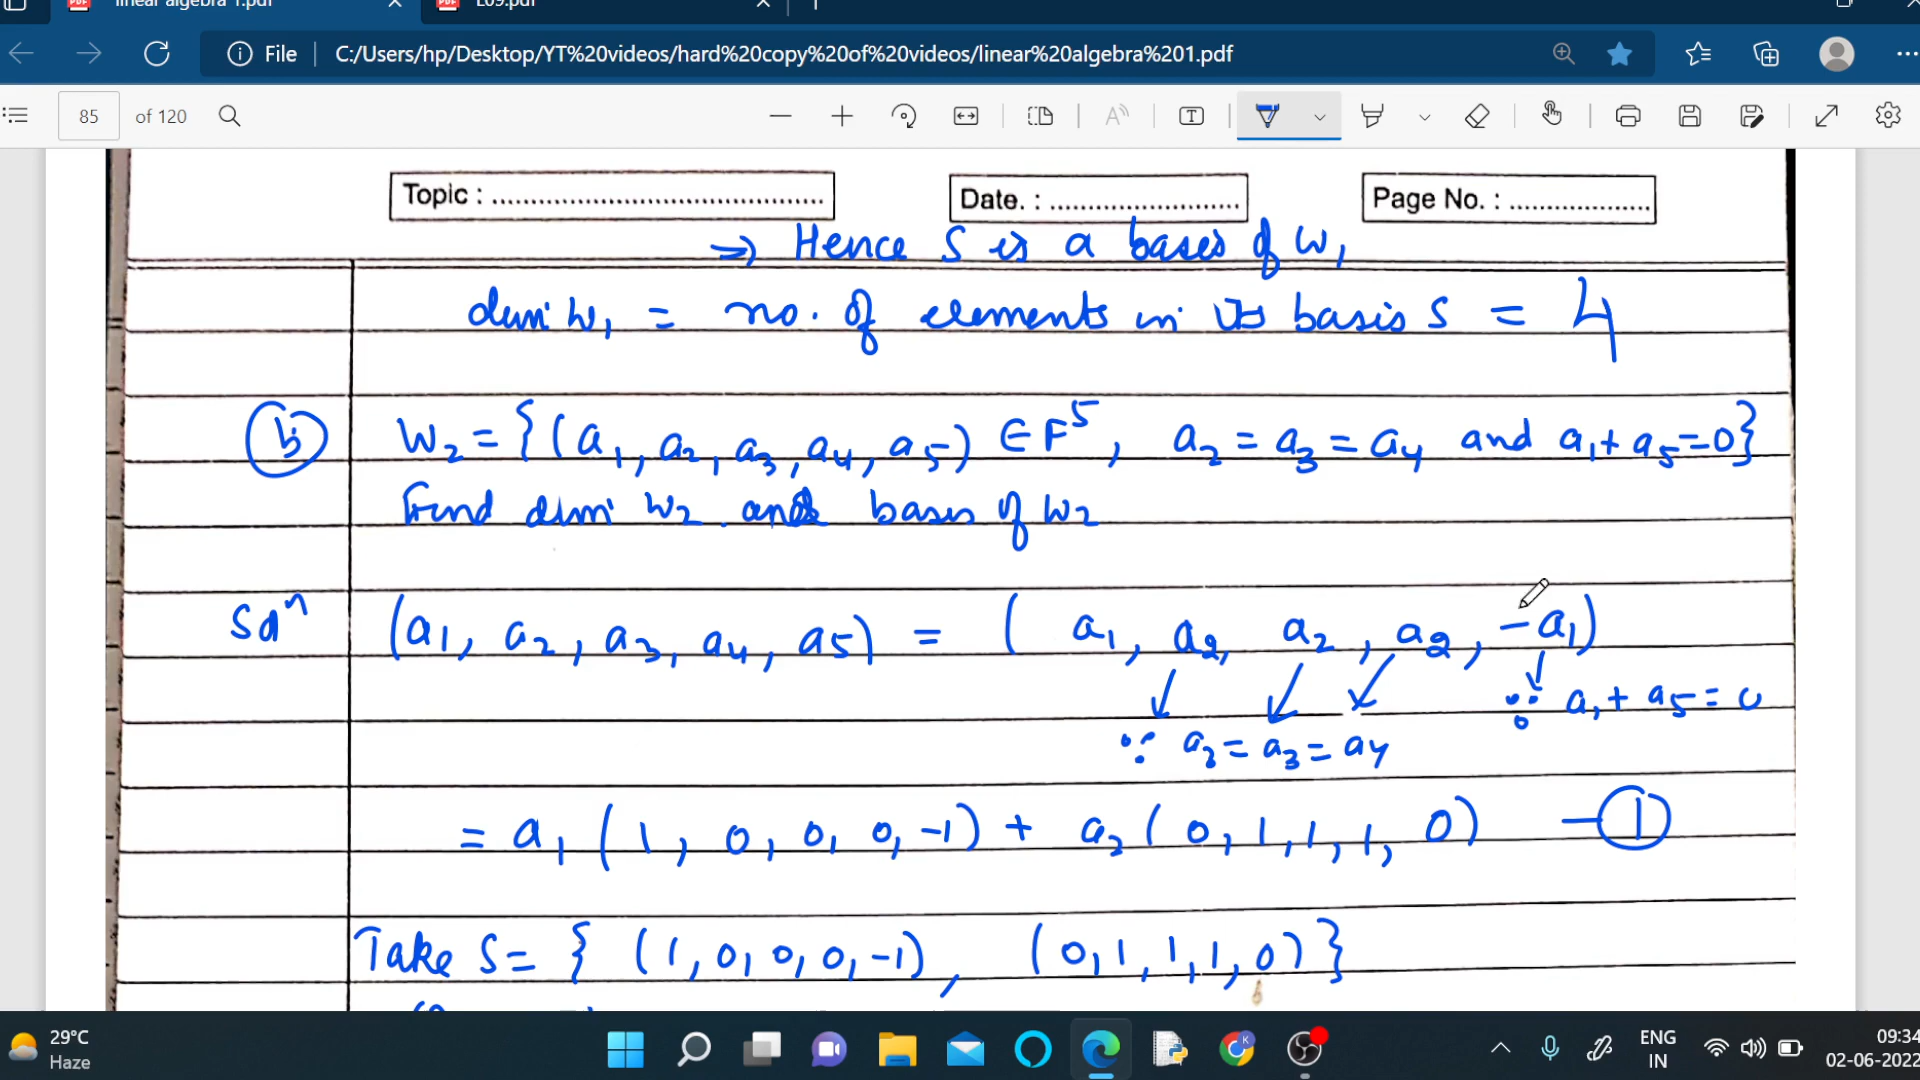 linear algebra 1.pdf
L09.pdf
File
C:/Users/hp/Desktop/YT%20videos/hard%20copy%20of%20videos/linear%20algebra%201.pdf
85 of 120
Topic : ............ Date. : ............ Page No. : ............
⇒ Hence S is a bases of W₁
dim W₁ = no. of elements in its basis S = 4
(b) W₂ = {(a₁, a₂, a₃, a₄, a₅) ∈ F⁵, a₂ = a₃ = a₄ and a₁ + a₅ = 0}
Find dim W₂ and basis of W₂
Solⁿ (a₁, a₂, a₃, a₄, a₅) = (a₁, a₂, a₂, a₂, -a₁)
∵ a₁ + a₅ = 0
∵ a₂ = a₃ = a₄
= a₁(1, 0, 0, 0, -1) + a₂(0, 1, 1, 1, 0) — ①
Take S = { (1, 0, 0, 0, -1), (0, 1, 1, 1, 0) }
29°C
Haze
ENG
IN
09:34
02-06-2022